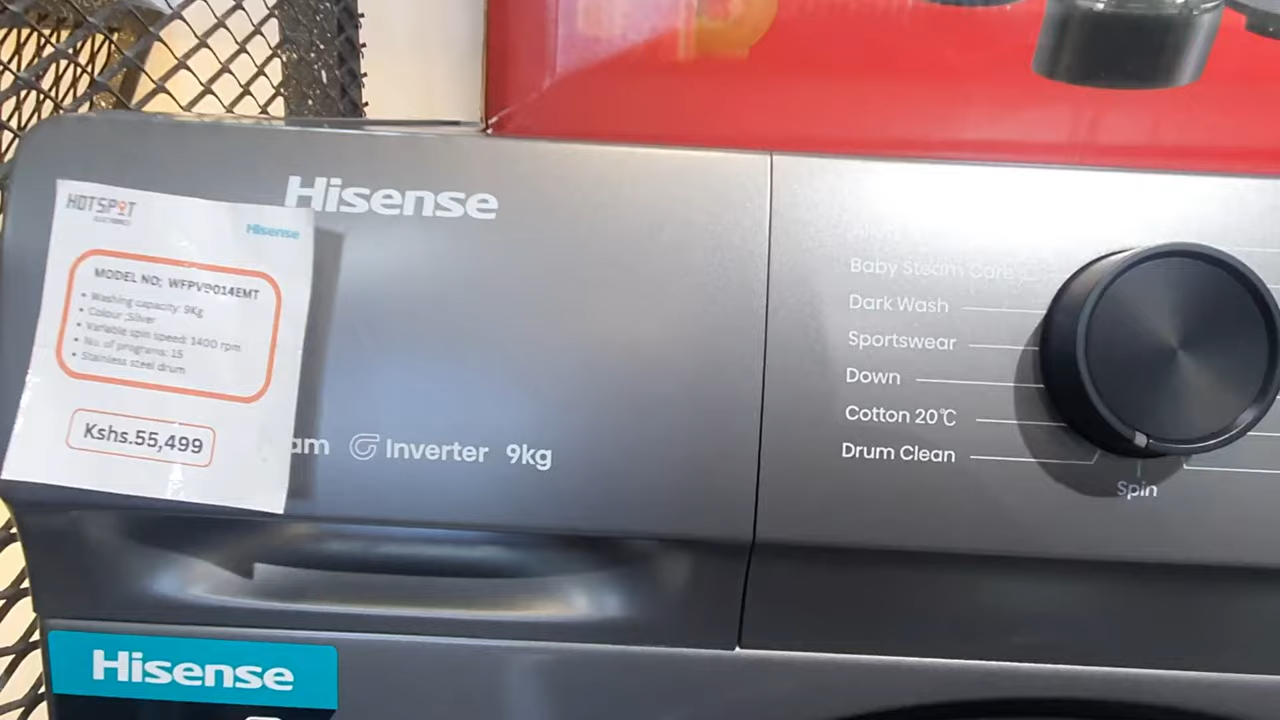 HOTSPOT
ELECTRONICS
Hisense
MODEL NO; WFPV9014EMT
• Washing capacity: 9Kg
• Colour ;Silver
• Variable spin speed: 1400 rpm
• No. of programs: 15
• Stainless steel drum
Kshs.55,499
Hisense
am Inverter 9kg
Baby Steam Care
Dark Wash
Sportswear
Down
Cotton 20℃
Drum Clean
Spin
Hisense